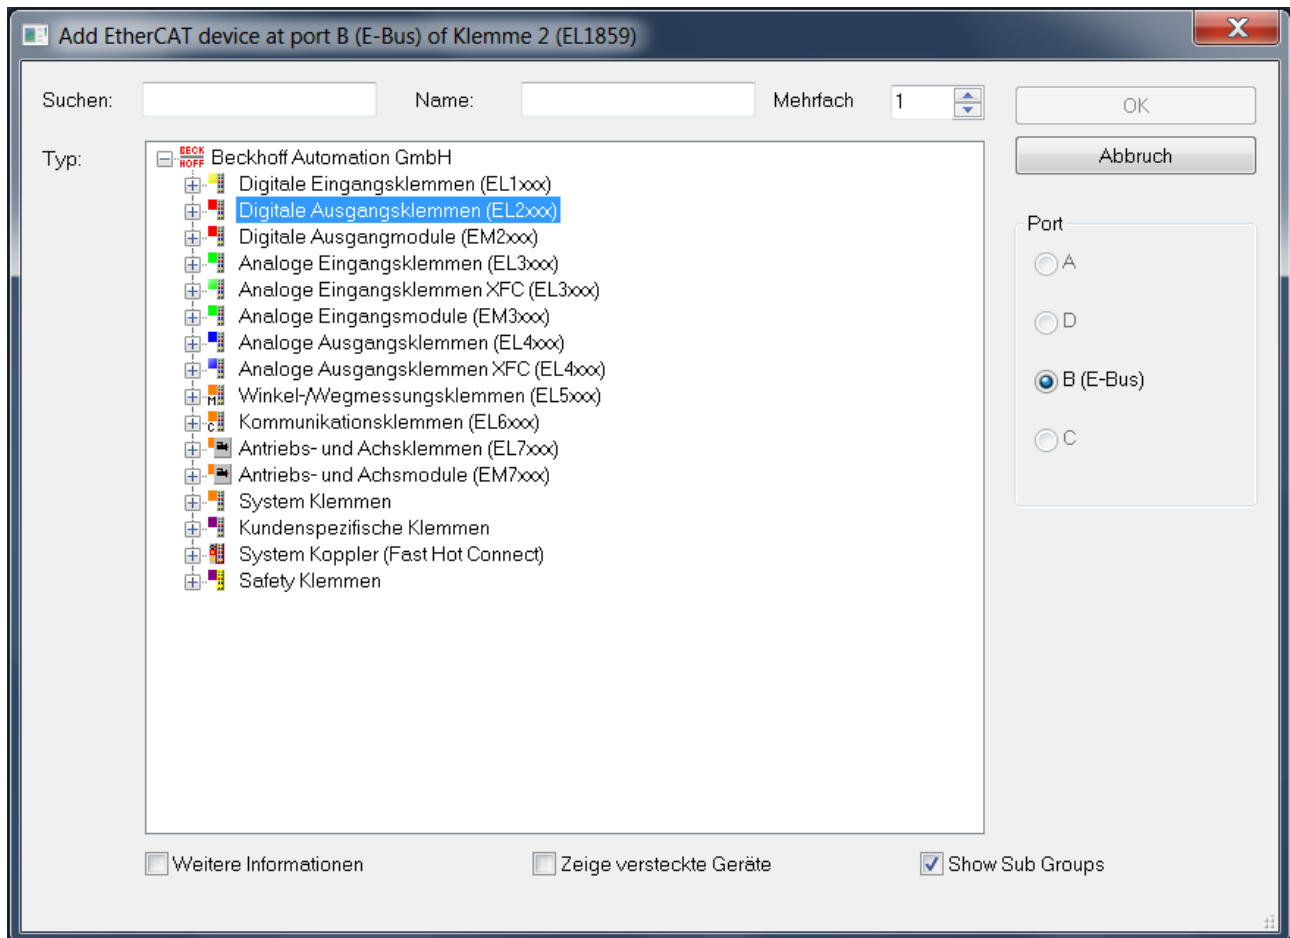 Add EtherCAT device at port B (E-Bus) of Klemme 2 (EL1859)
Suchen: Name: Mehrfach 1 OK
Typ: Abbruch
BECKHOFF Beckhoff Automation GmbH
Digitale Eingangsklemmen (EL1xxx)
Digitale Ausgangsklemmen (EL2xxx)
Digitale Ausgangmodule (EM2xxx)
Analoge Eingangsklemmen (EL3xxx)
Analoge Eingangsklemmen XFC (EL3xxx)
Analoge Eingangsmodule (EM3xxx)
Analoge Ausgangsklemmen (EL4xxx)
Analoge Ausgangsklemmen XFC (EL4xxx)
M Winkel-/Wegmessungsklemmen (EL5xxx)
C Kommunikationsklemmen (EL6xxx)
Antriebs- und Achsklemmen (EL7xxx)
Antriebs- und Achsmodule (EM7xxx)
System Klemmen
Kundenspezifische Klemmen
System Koppler (Fast Hot Connect)
Safety Klemmen
Port
A
D
B (E-Bus)
C
Weitere Informationen Zeige versteckte Geräte Show Sub Groups